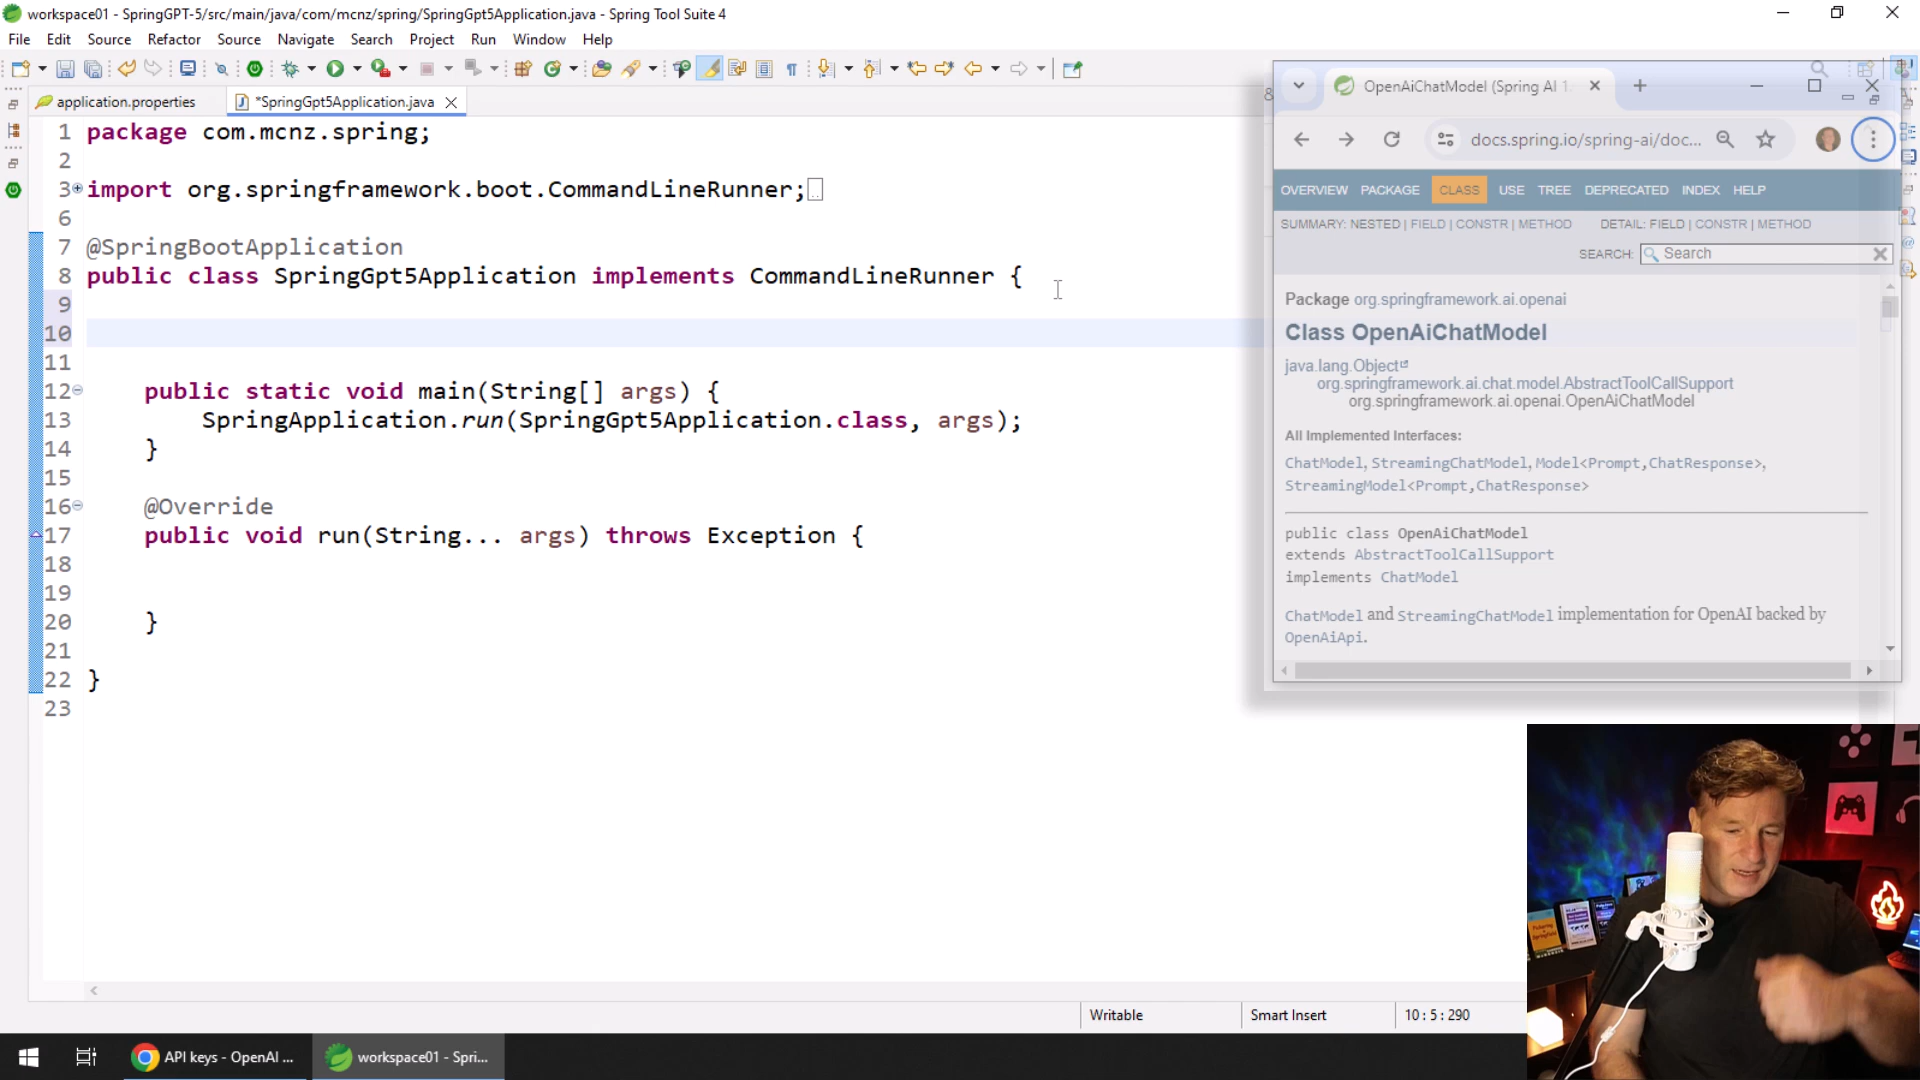 workspace01 - SpringGPT-5/src/main/java/com/mcnz/spring/SpringGpt5Application.java - Spring Tool Suite 4
File Edit Source Refactor Source Navigate Search Project Run Window Help
application.properties
*SpringGpt5Application.java
1 package com.mcnz.spring;
2
3 import org.springframework.boot.CommandLineRunner;
6
7 @SpringBootApplication
8 public class SpringGpt5Application implements CommandLineRunner {
9
10
11
12 public static void main(String[] args) {
13 SpringApplication.run(SpringGpt5Application.class, args);
14 }
15
16 @Override
17 public void run(String... args) throws Exception {
18
19
20 }
21
22 }
23
OpenAiChatModel (Spring AI 1.
docs.spring.io/spring-ai/doc...
OVERVIEW PACKAGE CLASS USE TREE DEPRECATED INDEX HELP
SUMMARY: NESTED | FIELD | CONSTR | METHOD DETAIL: FIELD | CONSTR | METHOD
SEARCH: Search
Package org.springframework.ai.openai
Class OpenAiChatModel
java.lang.Object
org.springframework.ai.chat.model.AbstractToolCallSupport
org.springframework.ai.openai.OpenAiChatModel
All Implemented Interfaces:
ChatModel, StreamingChatModel, Model<Prompt,ChatResponse>,
StreamingModel<Prompt,ChatResponse>
public class OpenAiChatModel
extends AbstractToolCallSupport
implements ChatModel
ChatModel and StreamingChatModel implementation for OpenAI backed by
OpenAiApi.
Writable Smart Insert 10 : 5 : 290
API keys - OpenAI ...
workspace01 - Spri...